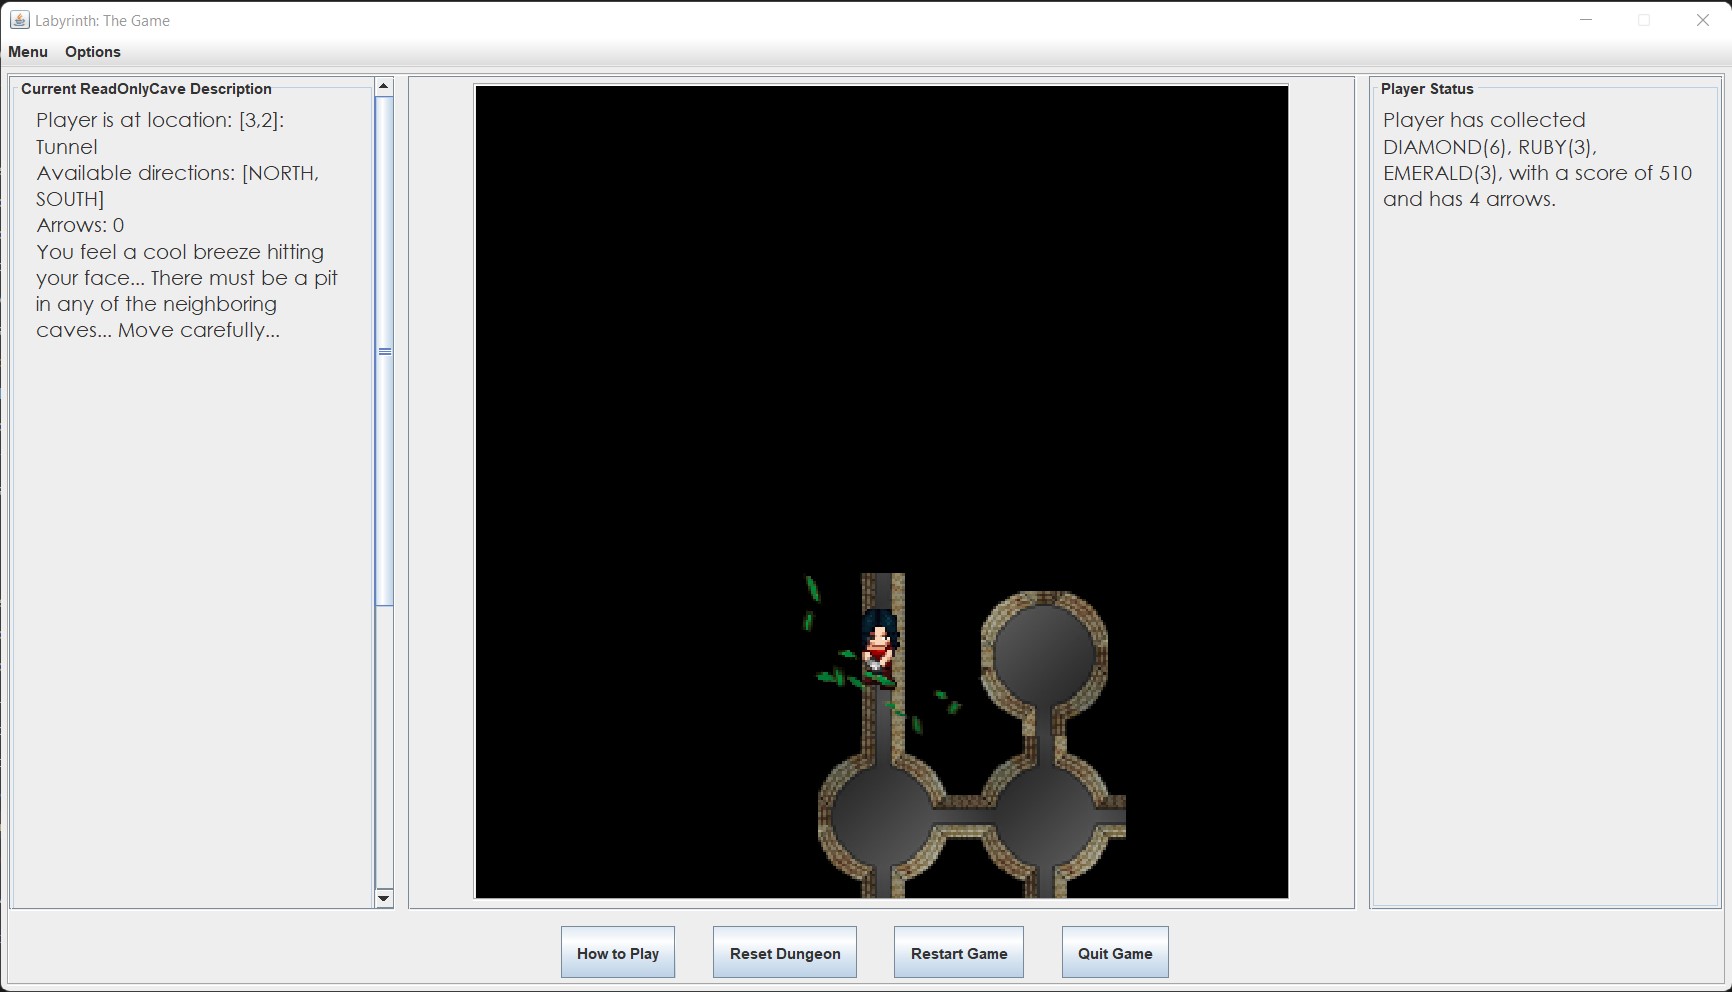 Labyrinth: The Game
Menu Options
Current ReadOnlyCave Description
Player is at location: [3,2]:
Tunnel
Available directions: [NORTH,
SOUTH]
Arrows: 0
You feel a cool breeze hitting
your face... There must be a pit
in any of the neighboring
caves... Move carefully...
Player Status
Player has collected
DIAMOND(6), RUBY(3),
EMERALD(3), with a score of 510
and has 4 arrows.
How to Play
Reset Dungeon
Restart Game
Quit Game